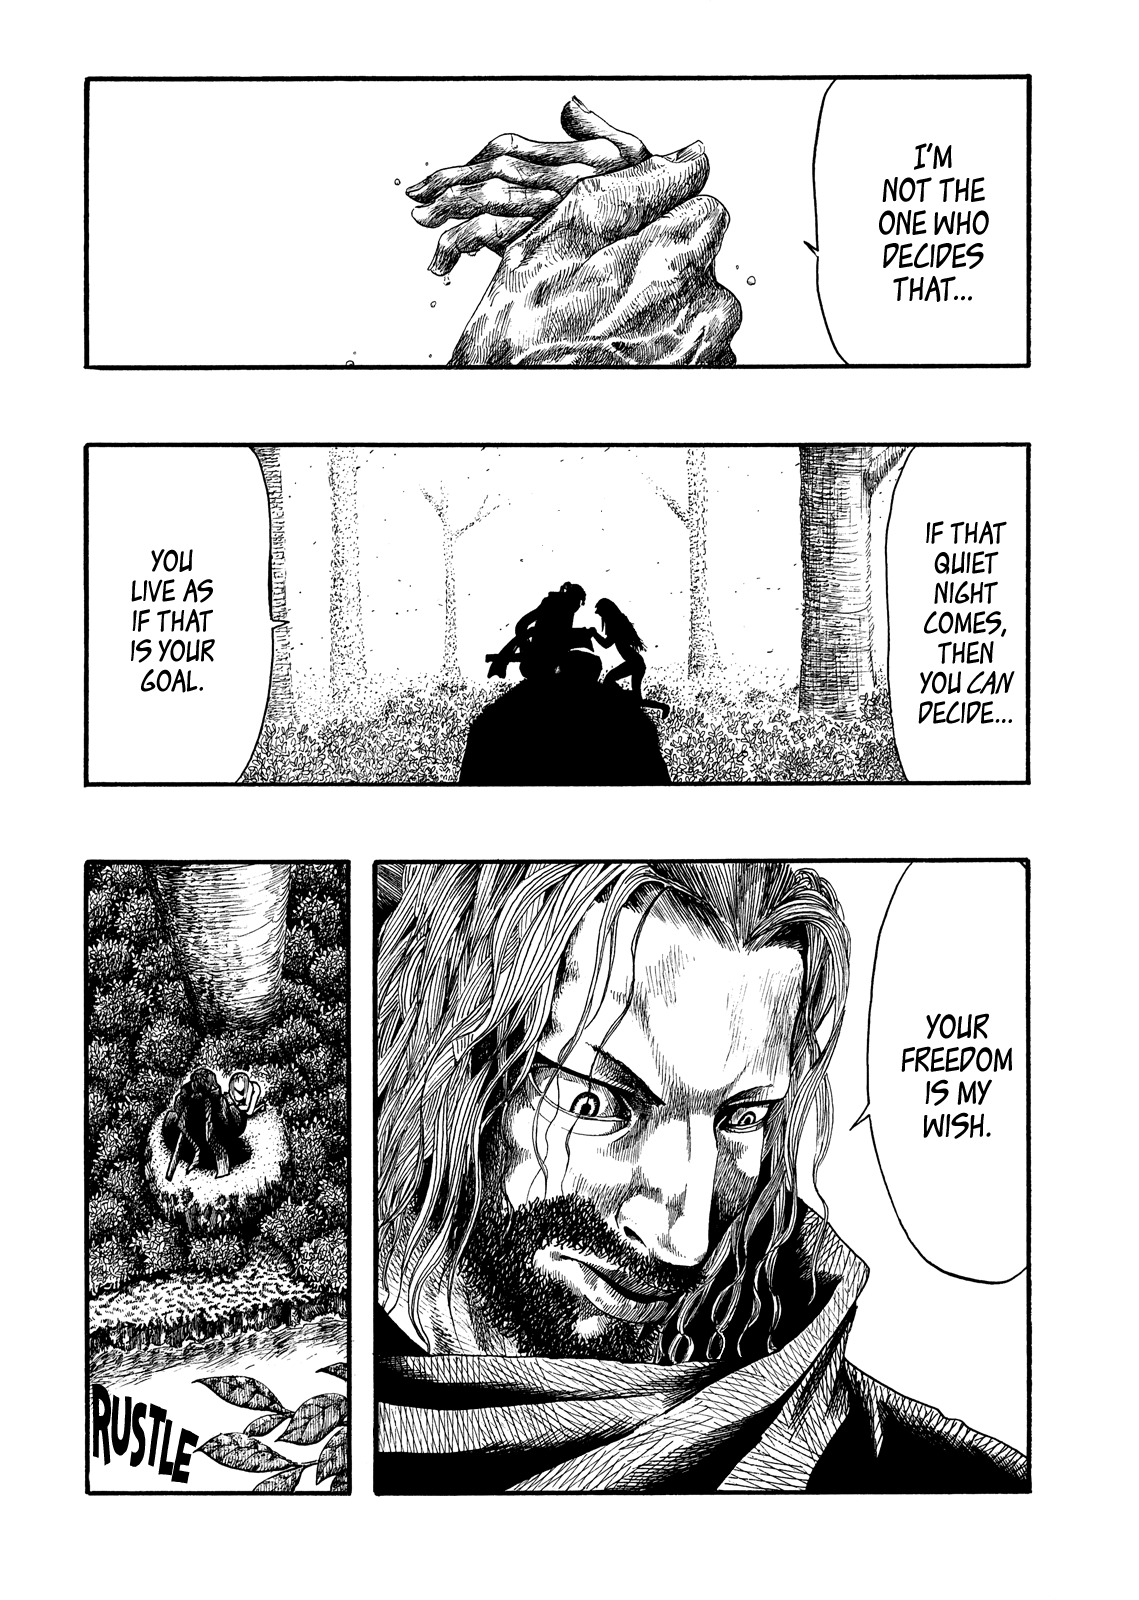 I'M
NOT THE
ONE WHO
DECIDES
THAT...
IF THAT
QUIET
NIGHT
COMES,
THEN
YOU CAN
DECIDE...
YOU
LIVE AS
IF THAT
IS YOUR
GOAL.
YOUR
FREEDOM
IS MY
WISH.
RUSTLE